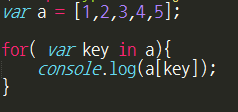 var a = [1,2,3,4,5];
for( var key in a){
console.log(a[key]);
}